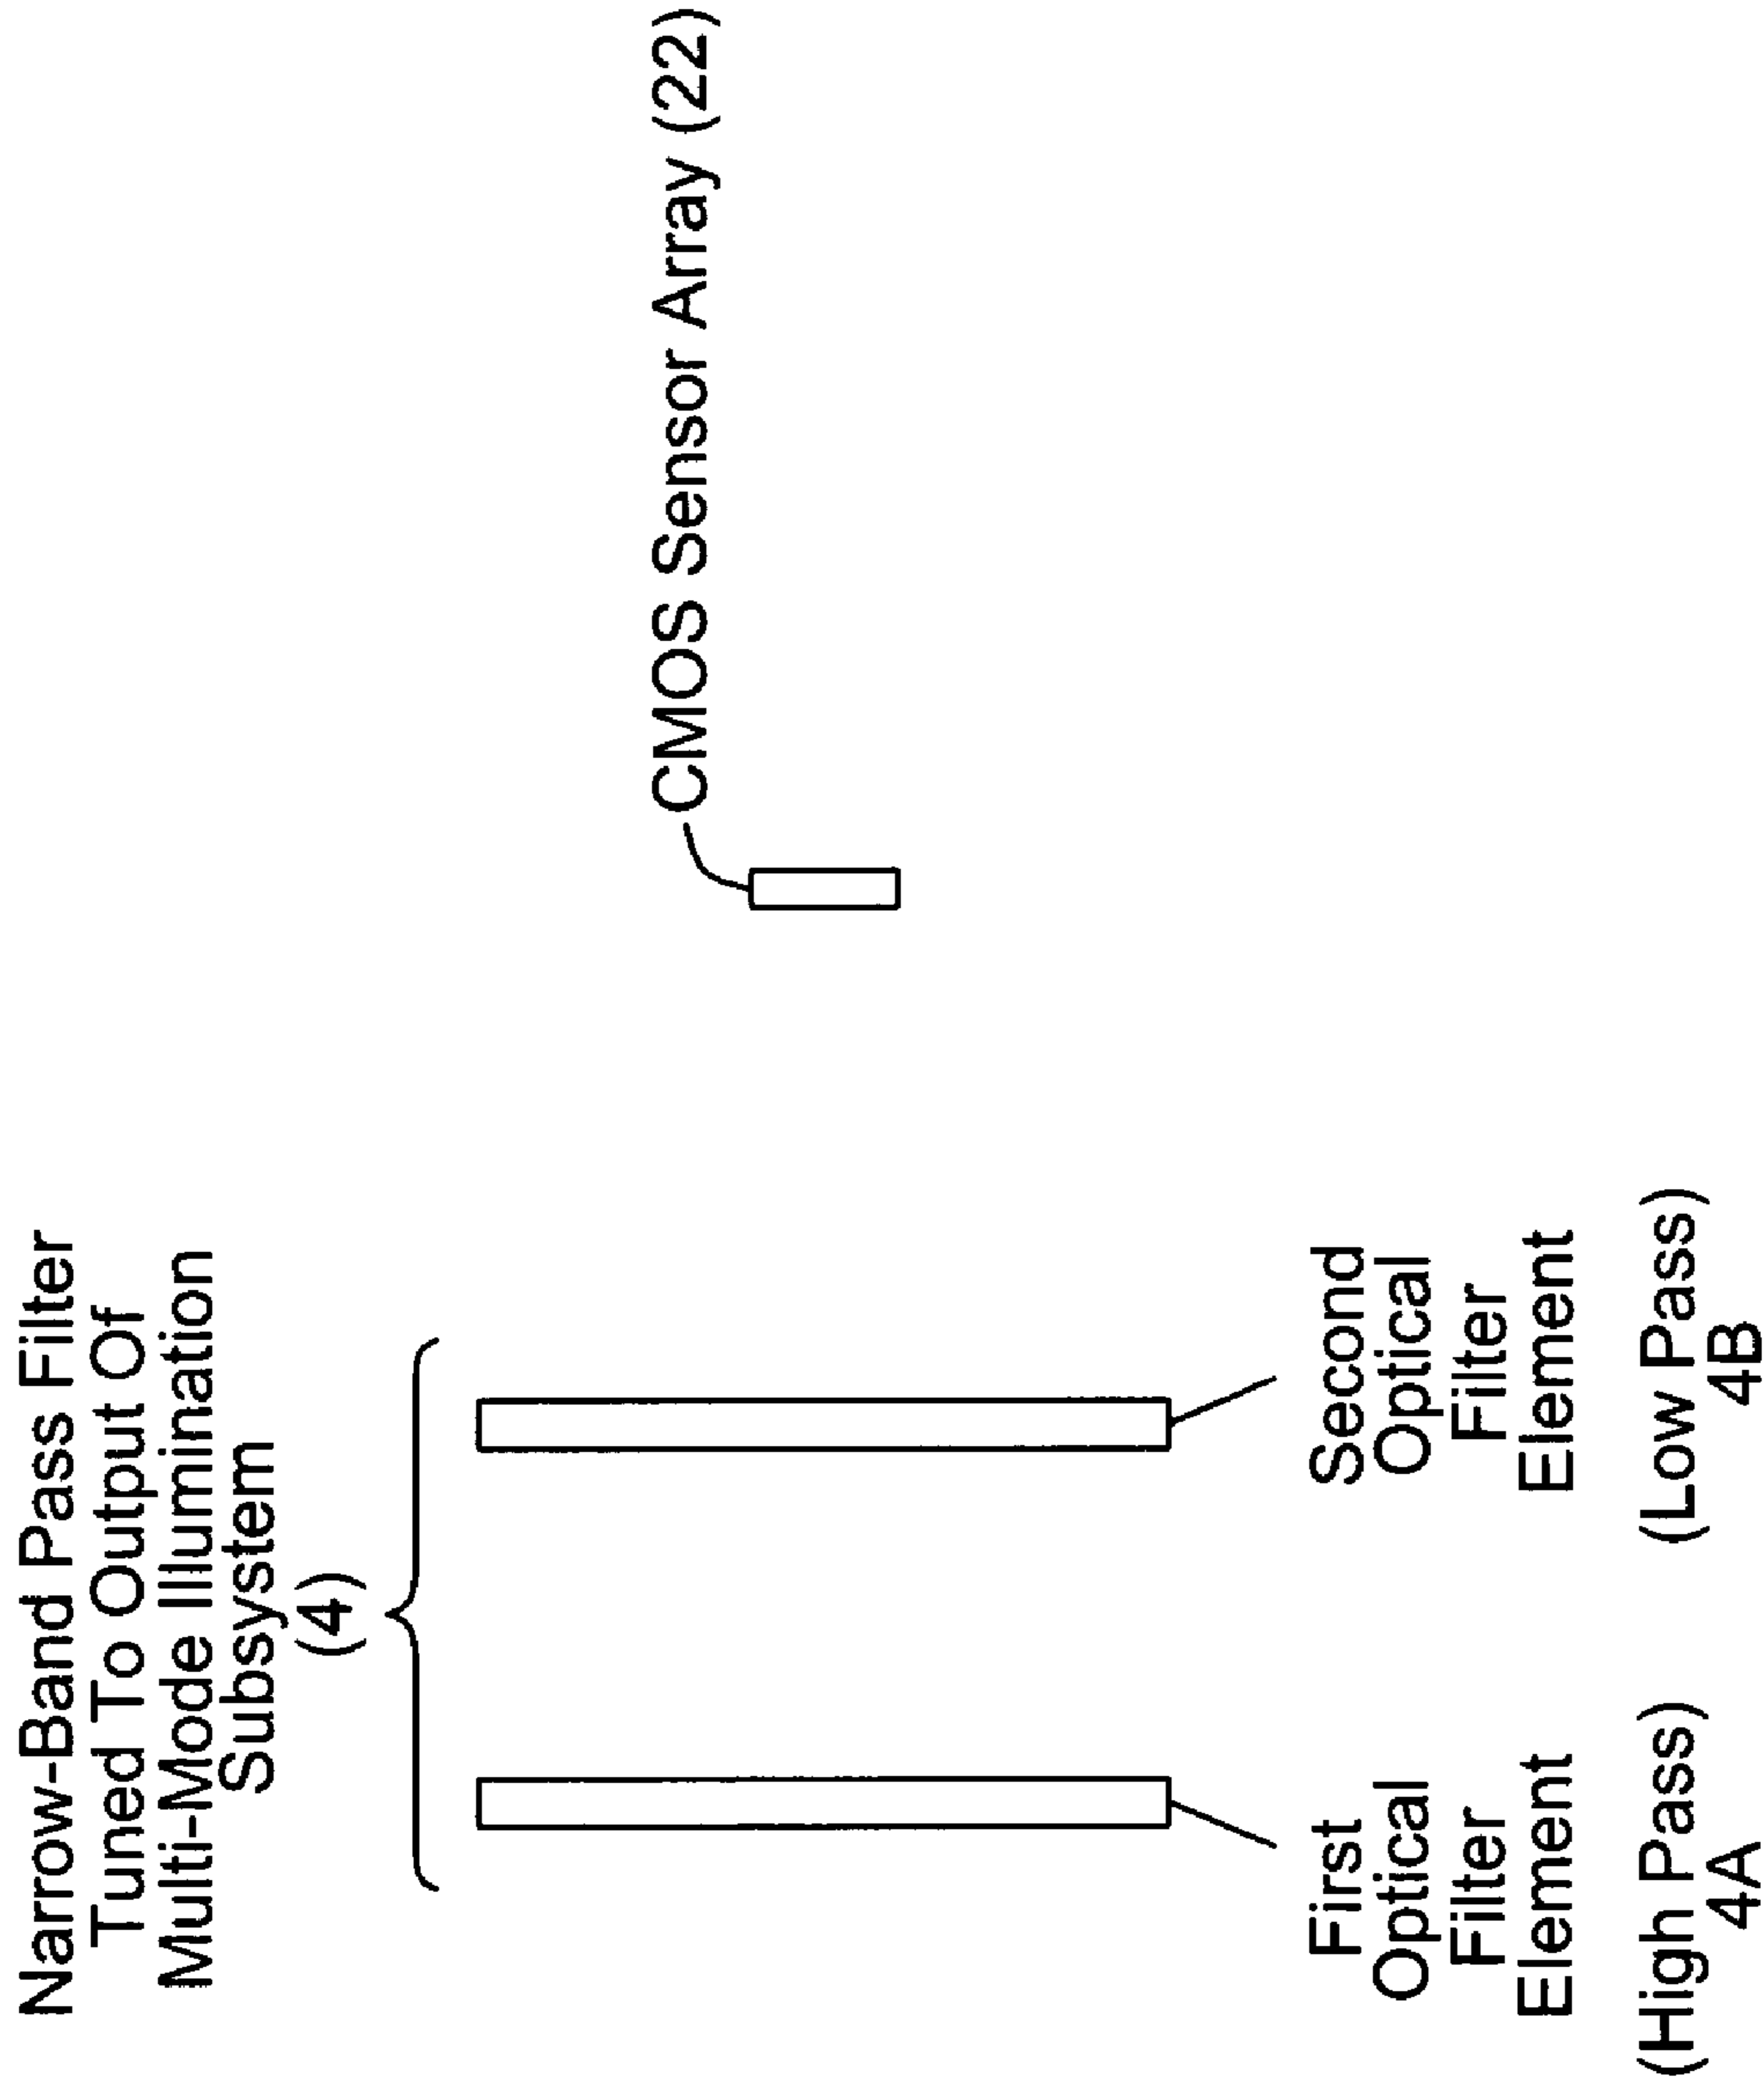 Narrow-Band Pass Filter
Tuned To Output Of
Multi-Mode Illumination
Subsystem
(4)
CMOS Sensor Array (22)
First
Optical
Filter
Element
(High Pass)
4A
Second
Optical
Filter
Element
(Low Pass)
4B